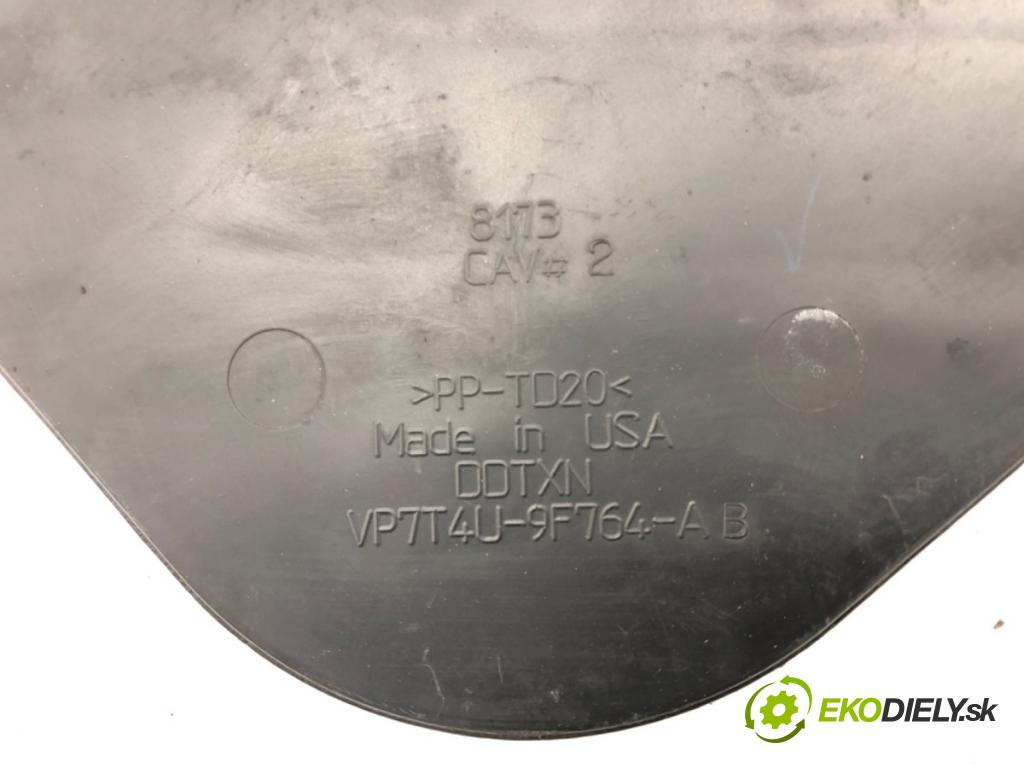 8173
CAV# 2
>PP-TD20<
Made in USA
DDTXN
VP7T4U-9F764-A B
EKODIELY.sk